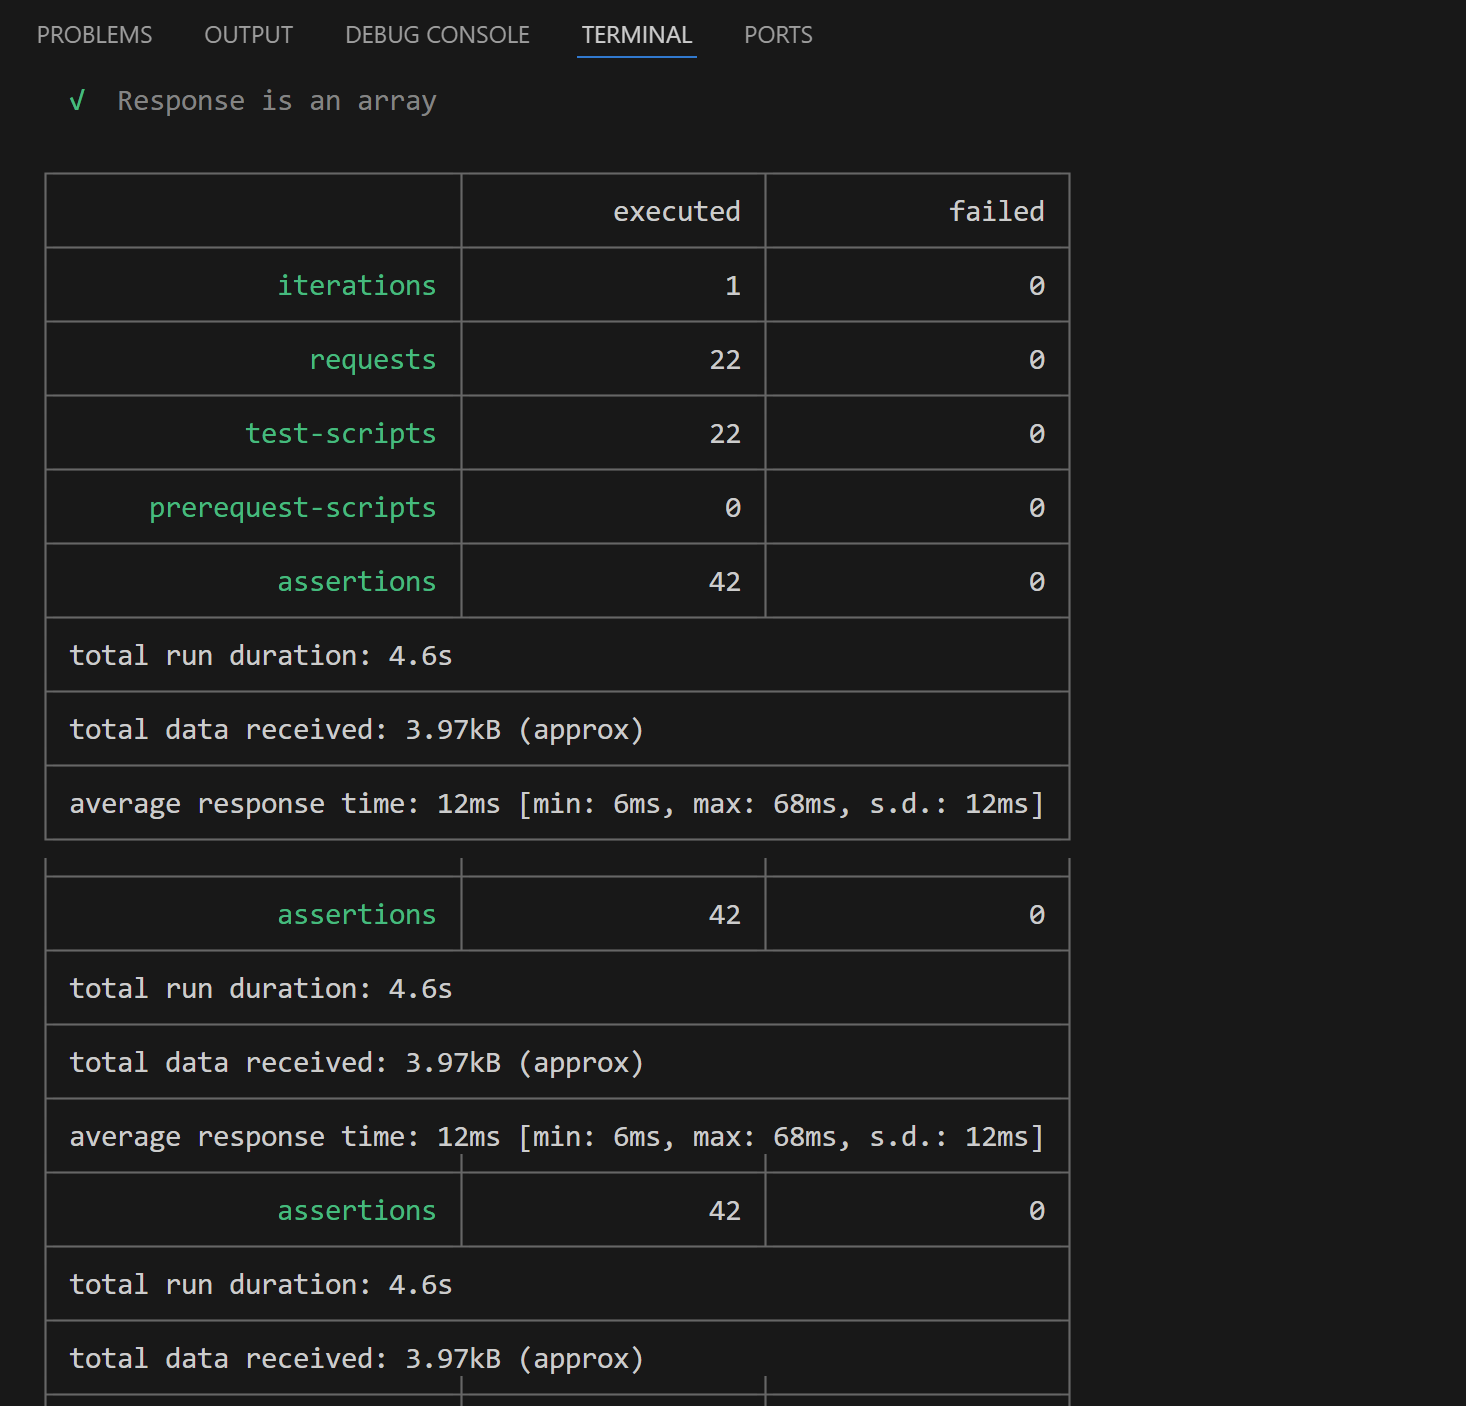 PROBLEMS OUTPUT DEBUG CONSOLE TERMINAL PORTS
√ Response is an array
executed failed
iterations 1 0
requests 22 0
test-scripts 22 0
prerequest-scripts 0 0
assertions 42 0
total run duration: 4.6s
total data received: 3.97kB (approx)
average response time: 12ms [min: 6ms, max: 68ms, s.d.: 12ms]
assertions 42 0
total run duration: 4.6s
total data received: 3.97kB (approx)
average response time: 12ms [min: 6ms, max: 68ms, s.d.: 12ms]
assertions 42 0
total run duration: 4.6s
total data received: 3.97kB (approx)